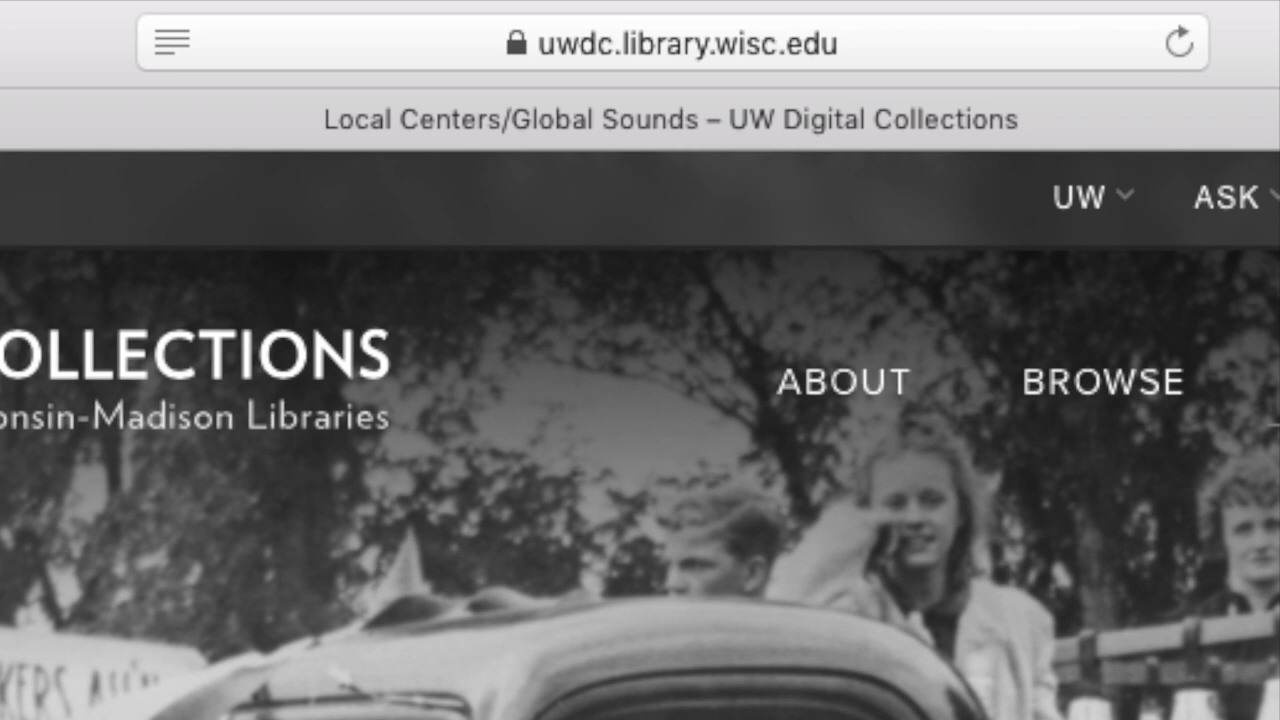 uwdc.library.wisc.edu
Local Centers/Global Sounds – UW Digital Collections
UW
ASK
OLLECTIONS
onsin-Madison Libraries
ABOUT
BROWSE
KERS